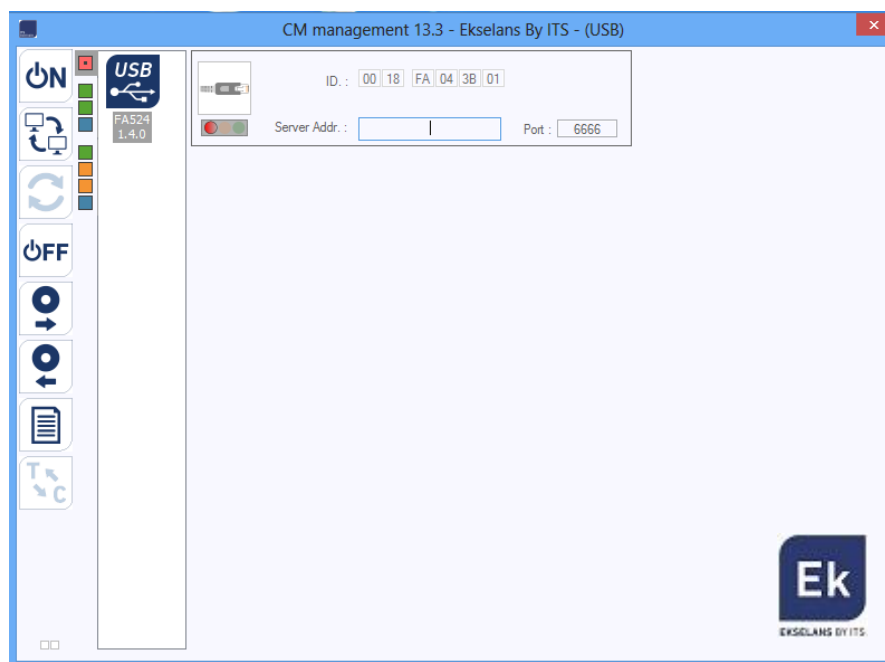 CM management 13.3 - Ekselans By ITS - (USB)
ON
USB
FA524
1.4.0
ID. : 00 18 FA 04 3B 01
Server Addr. :
Port : 6666
OFF
T
C
Ek
EKSELANS BY ITS